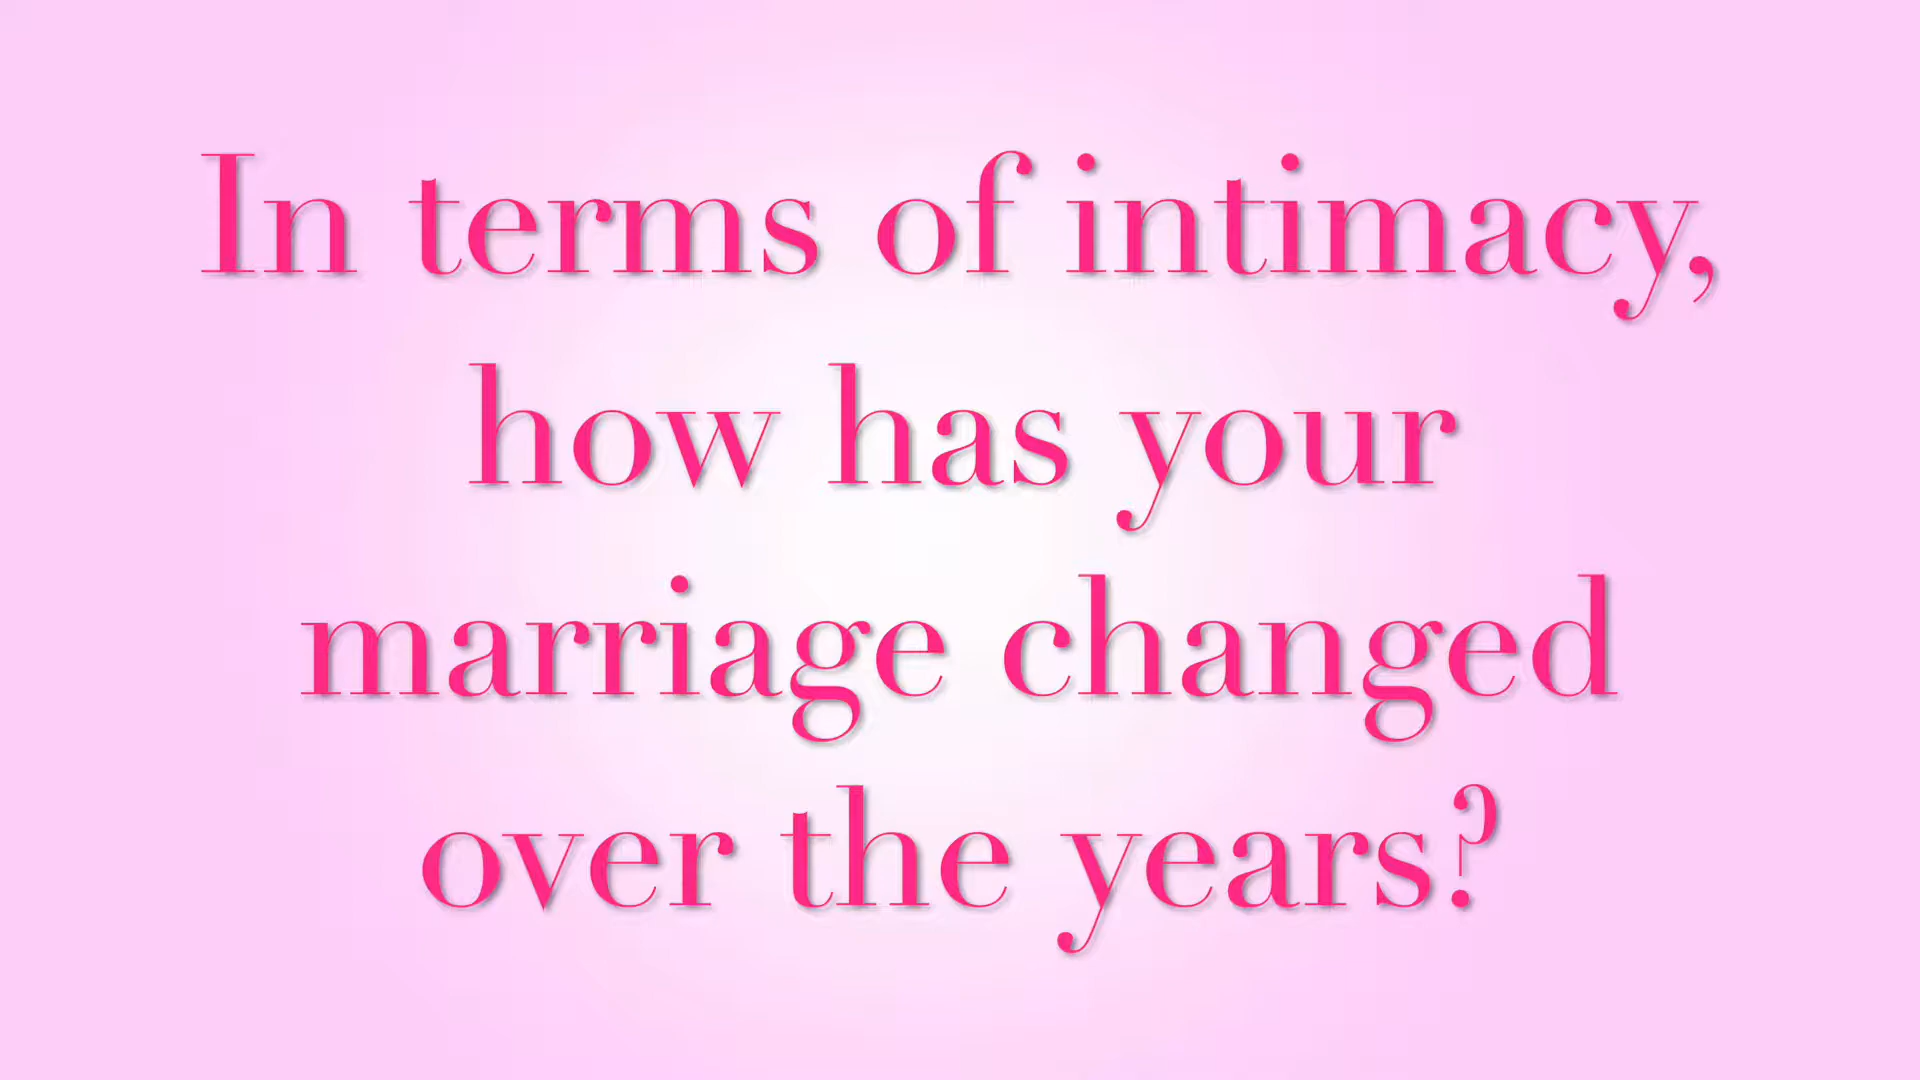 In terms of intimacy,
how has your
marriage changed
over the years?